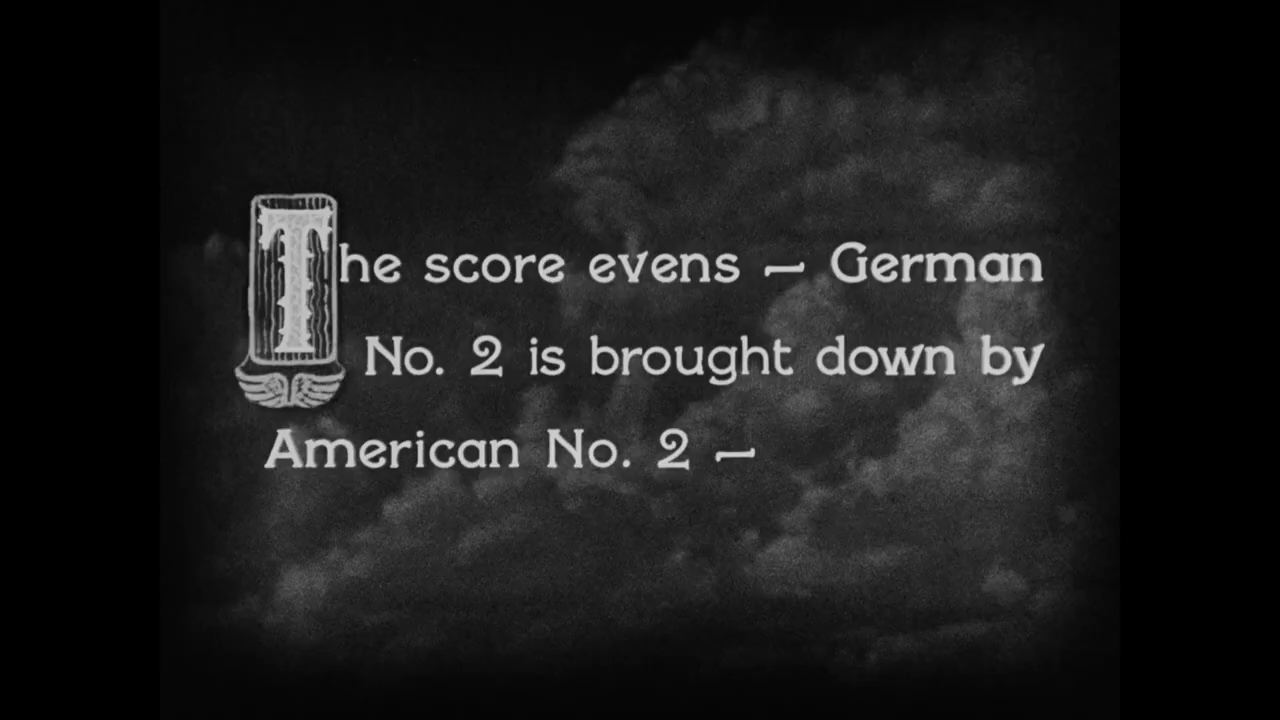 The score evens — German
No. 2 is brought down by
American No. 2 —